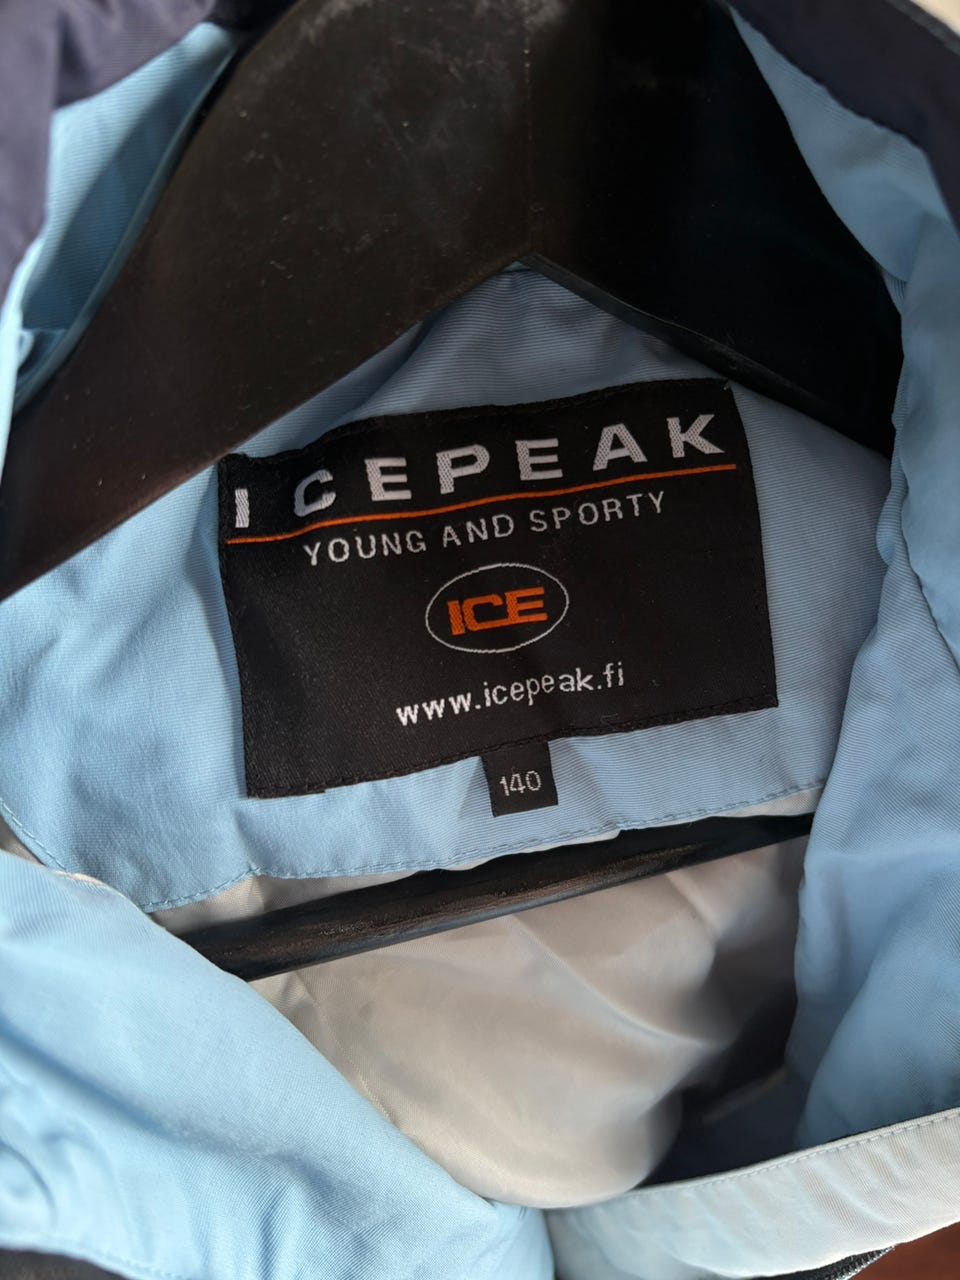 ICEPEAK
YOUNG AND SPORTY
ICE
www.icepeak.fi
140